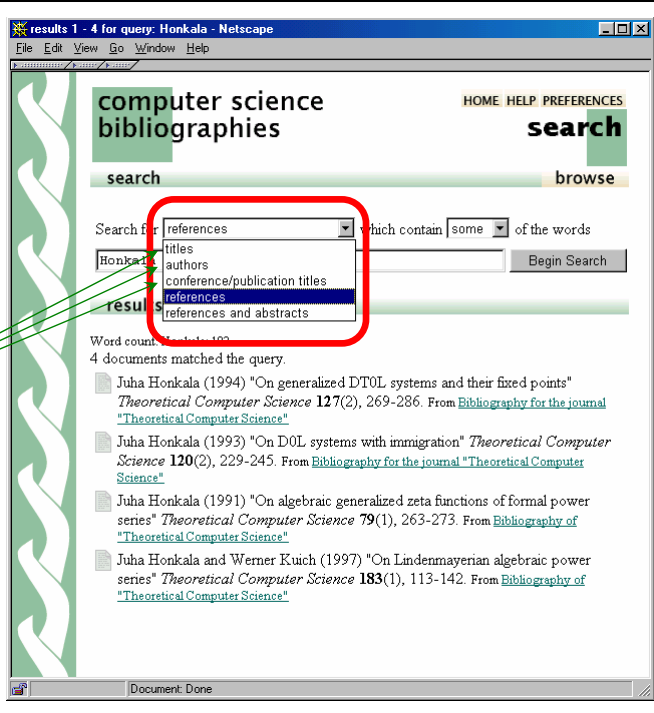 results 1 - 4 for query: Honkala - Netscape
File Edit View Go Window Help
computer science
bibliographies
HOME HELP PREFERENCES
search
search
browse
Search for references which contain some of the words
Honkala Begin Search
titles
authors
conference/publication titles
references
references and abstracts
results
Word count: Honkala: 192
4 documents matched the query.
Juha Honkala (1994) "On generalized DT0L systems and their fixed points"
Theoretical Computer Science 127(2), 269-286. From Bibliography for the journal
"Theoretical Computer Science"
Juha Honkala (1993) "On D0L systems with immigration" Theoretical Computer
Science 120(2), 229-245. From Bibliography for the journal "Theoretical Computer
Science"
Juha Honkala (1991) "On algebraic generalized zeta functions of formal power
series" Theoretical Computer Science 79(1), 263-273. From Bibliography of
"Theoretical Computer Science"
Juha Honkala and Werner Kuich (1997) "On Lindenmayerian algebraic power
series" Theoretical Computer Science 183(1), 113-142. From Bibliography of
"Theoretical Computer Science"
Document: Done